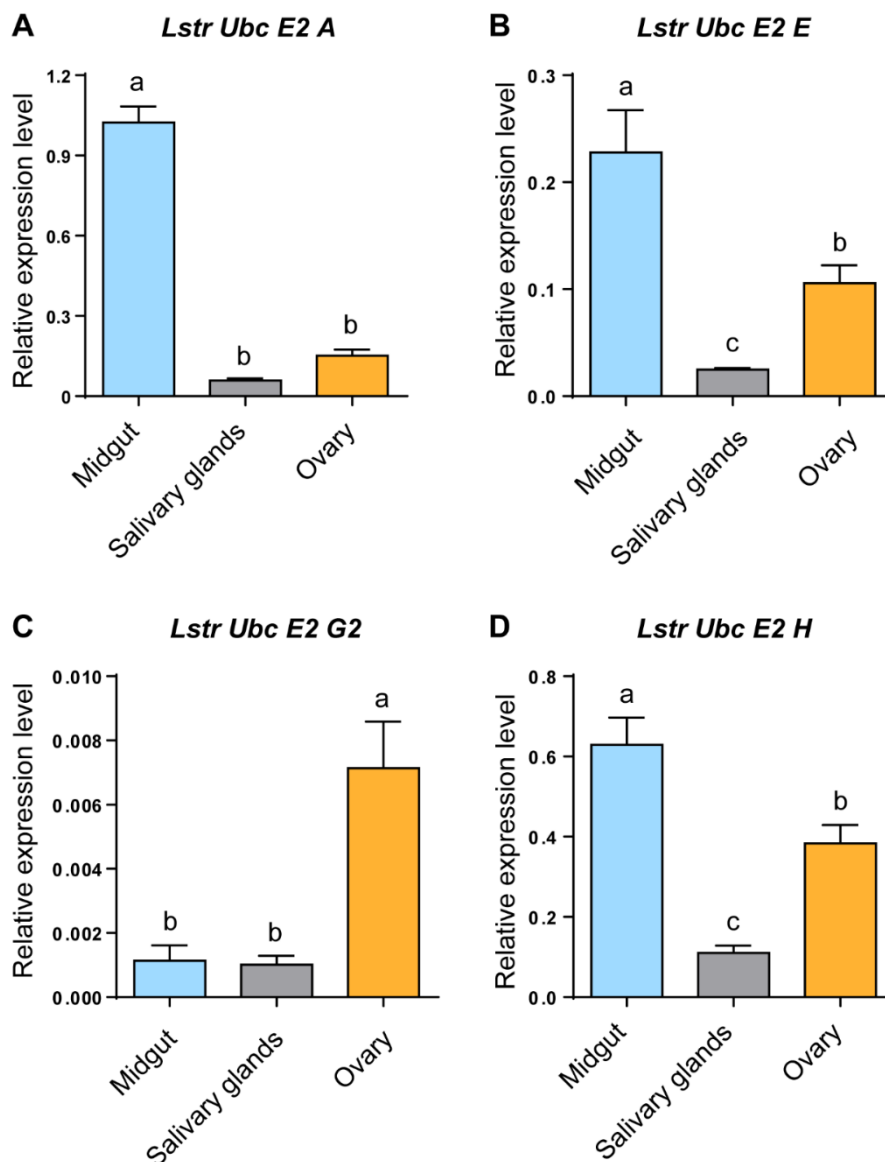 A
Lstr Ubc E2 A
Relative expression level
1.2
0.9
0.6
0.3
0
a
b
b
Midgut
Salivary glands
Ovary
B
Lstr Ubc E2 E
Relative expression level
0.3
0.2
0.1
0.0
a
c
b
Midgut
Salivary glands
Ovary
C
Lstr Ubc E2 G2
Relative expression level
0.010
0.008
0.006
0.004
0.002
0.000
b
b
a
Midgut
Salivary glands
Ovary
D
Lstr Ubc E2 H
Relative expression level
0.8
0.6
0.4
0.2
0.0
a
c
b
Midgut
Salivary glands
Ovary